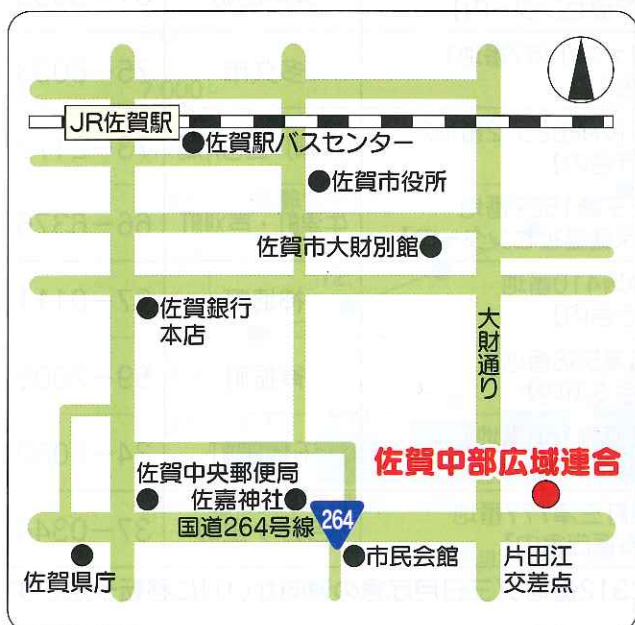 JR佐賀駅
佐賀駅バスセンター
佐賀市役所
佐賀市大財別館
佐賀銀行
本店
大財通り
佐賀中部広域連合
佐賀中央郵便局
佐嘉神社
国道264号線
264
市民会館
片田江
交差点
佐賀県庁